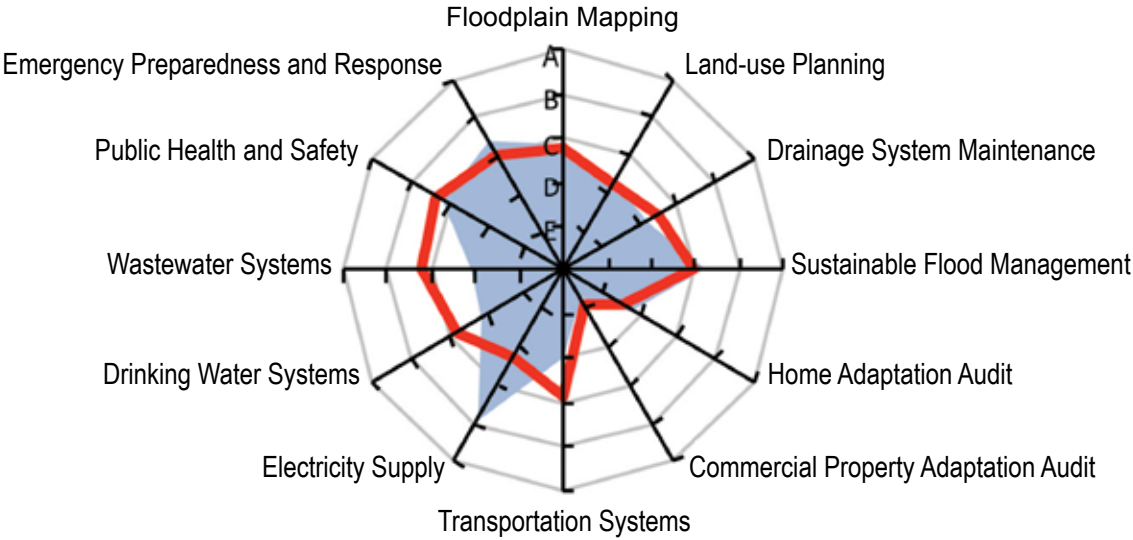 Floodplain Mapping
Emergency Preparedness and Response
Land-use Planning
Public Health and Safety
Drainage System Maintenance
Wastewater Systems
Sustainable Flood Management
Drinking Water Systems
Home Adaptation Audit
Electricity Supply
Commercial Property Adaptation Audit
Transportation Systems
A
B
C
D
E